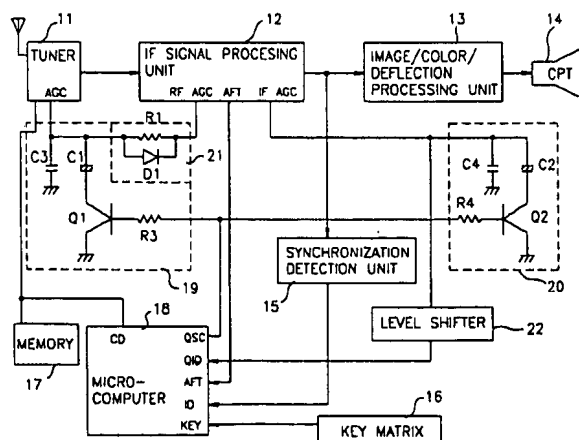 11
12
13
14
TUNER
AGC
IF SIGNAL PROCESING
UNIT
RF AGC AFT IF AGC
IMAGE/COLOR/
DEFLECTION
PROCESSING UNIT
CPT
R1
D1
21
C3
C1
Q1
R3
19
C4
C2
R4
Q2
20
SYNCHRONIZATION
DETECTION UNIT
15
LEVEL SHIFTER
22
MEMORY
17
18
CD
QSC
QID
AFT
ID
KEY
MICRO-
COMPUTER
KEY MATRIX
16